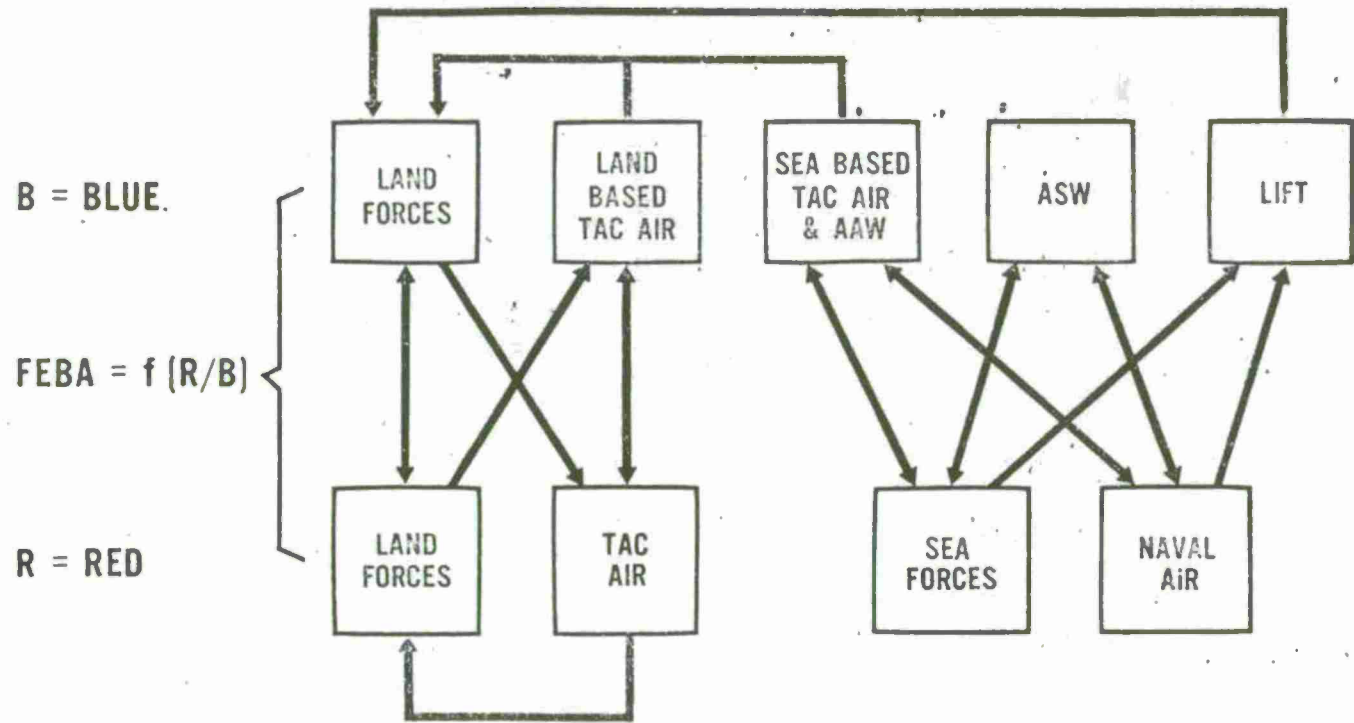 LAND
FORCES
LAND
BASED
TAC AIR
SEA BASED
TAC AIR
& AAW
ASW
LIFT
B = BLUE.
FEBA = f (R/B)
R = RED
LAND
FORCES
TAC
AIR
SEA
FORCES
NAVAL
AiR